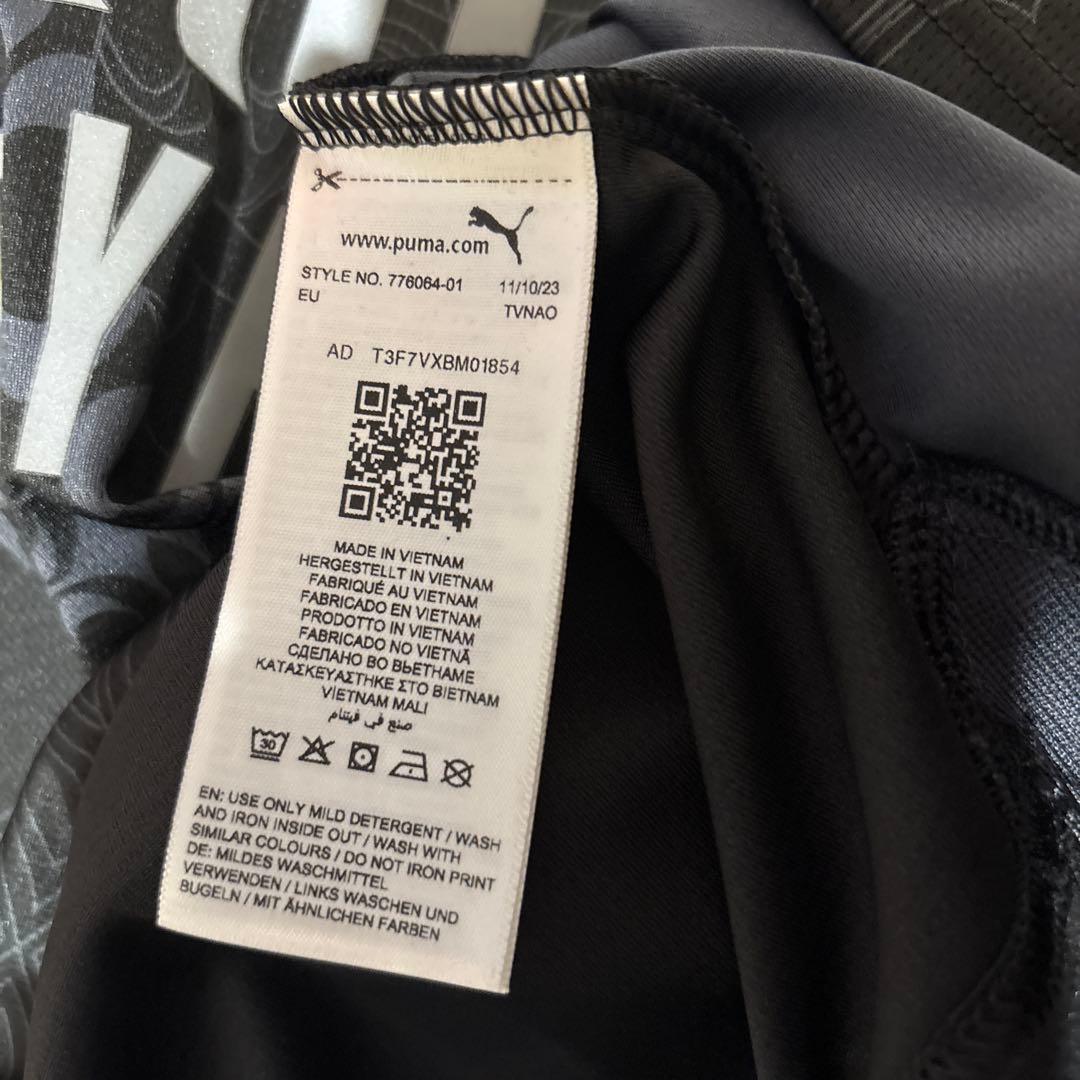 www.puma.com
STYLE NO. 776064-01 11/10/23
EU TVNAO
AD T3F7VXBM01854
MADE IN VIETNAM
HERGESTELLT IN VIETNAM
FABRIQUÉ AU VIETNAM
FABRICADO EN VIETNAM
PRODOTTO IN VIETNAM
FABRICADO NO VIETNÃ
СДЕЛАНО ВО ВЬЕТНАМЕ
ΚΑΤΑΣΚΕΥΑΣΤΗΚΕ ΣΤΟ ΒΙΕΤΝΑΜ
VIETNAM MALI
صنع في فيتنام
30
EN: USE ONLY MILD DETERGENT / WASH
AND IRON INSIDE OUT / WASH WITH
SIMILAR COLOURS / DO NOT IRON PRINT
DE: MILDES WASCHMITTEL
VERWENDEN / LINKS WASCHEN UND
BUGELN / MIT ÄHNLICHEN FARBEN